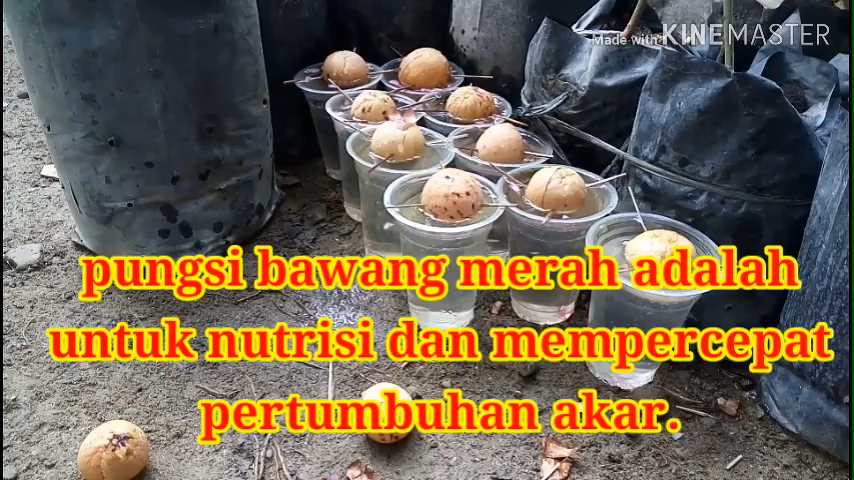 Made with KINEMASTER
pungsi bawang merah adalah
untuk nutrisi dan mempercepat
pertumbuhan akar.